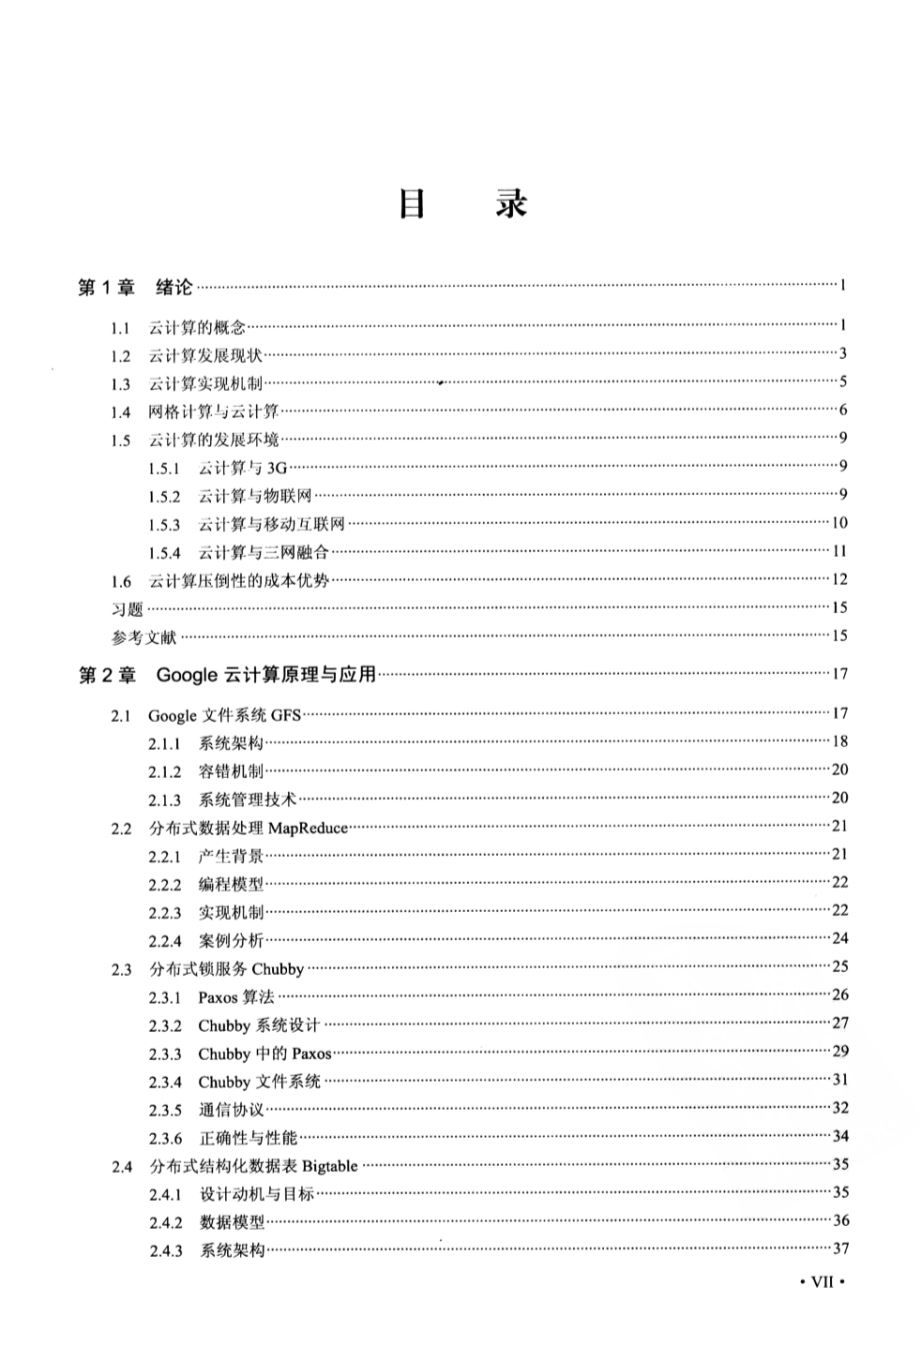 目 录
第 1 章 绪论……1
1.1 云计算的概念……1
1.2 云计算发展现状……3
1.3 云计算实现机制……5
1.4 网格计算与云计算……6
1.5 云计算的发展环境……9
1.5.1 云计算与 3G……9
1.5.2 云计算与物联网……9
1.5.3 云计算与移动互联网……10
1.5.4 云计算与三网融合……11
1.6 云计算压倒性的成本优势……12
习题……15
参考文献……15
第 2 章 Google 云计算原理与应用……17
2.1 Google 文件系统 GFS……17
2.1.1 系统架构……18
2.1.2 容错机制……20
2.1.3 系统管理技术……20
2.2 分布式数据处理 MapReduce……21
2.2.1 产生背景……21
2.2.2 编程模型……22
2.2.3 实现机制……22
2.2.4 案例分析……24
2.3 分布式锁服务 Chubby……25
2.3.1 Paxos 算法……26
2.3.2 Chubby 系统设计……27
2.3.3 Chubby 中的 Paxos……29
2.3.4 Chubby 文件系统……31
2.3.5 通信协议……32
2.3.6 正确性与性能……34
2.4 分布式结构化数据表 Bigtable……35
2.4.1 设计动机与目标……35
2.4.2 数据模型……36
2.4.3 系统架构……37
• VII •